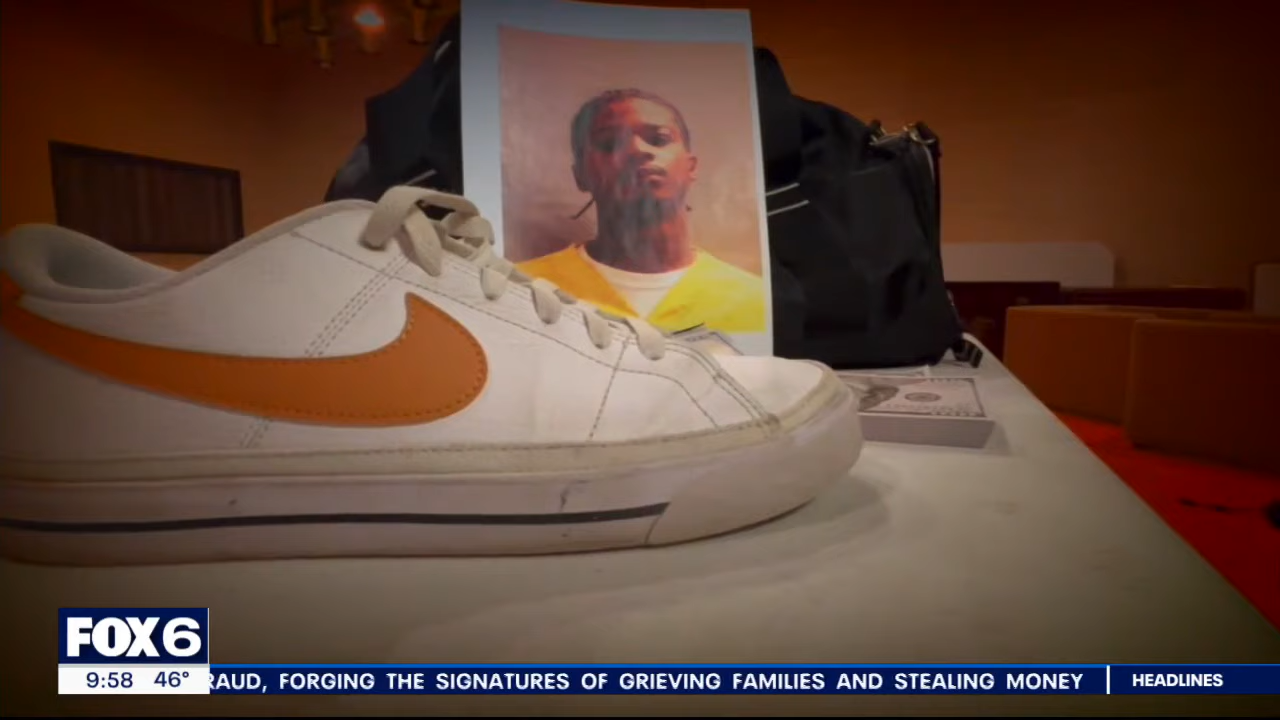 FOX6
9:58 46°
RAUD, FORGING THE SIGNATURES OF GRIEVING FAMILIES AND STEALING MONEY
HEADLINES